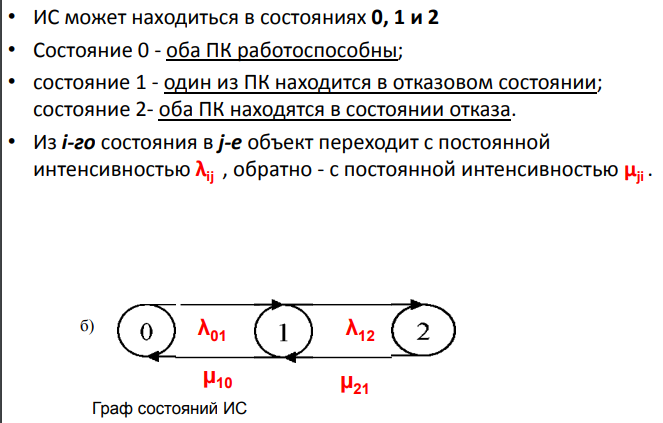 • ИС может находиться в состояниях 0, 1 и 2
• Состояние 0 - оба ПК работоспособны;
• состояние 1 - один из ПК находится в отказовом состоянии;
состояние 2- оба ПК находятся в состоянии отказа.
• Из i-го состояния в j-е объект переходит с постоянной
интенсивностью λij , обратно - с постоянной интенсивностью μji .
б) 0 λ01 1 λ12 2
μ10 μ21
Граф состояний ИС